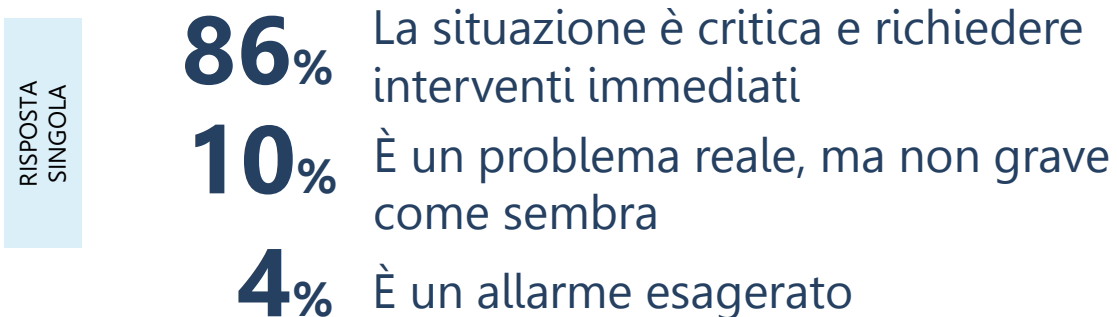 RISPOSTA
SINGOLA
86% La situazione è critica e richiedere
interventi immediati
10% È un problema reale, ma non grave
come sembra
4% È un allarme esagerato